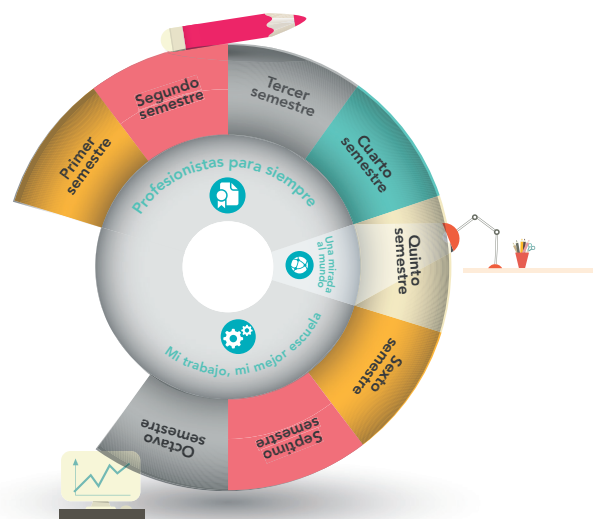 Primer
semestre
Segundo
semestre
Tercer
semestre
Cuarto
semestre
Quinto
semestre
Sexto
semestre
Septimo
semestre
Octavo
semestre
Profesionistas para siempre
Una mirada
al mundo
Mi trabajo, mi mejor escuela